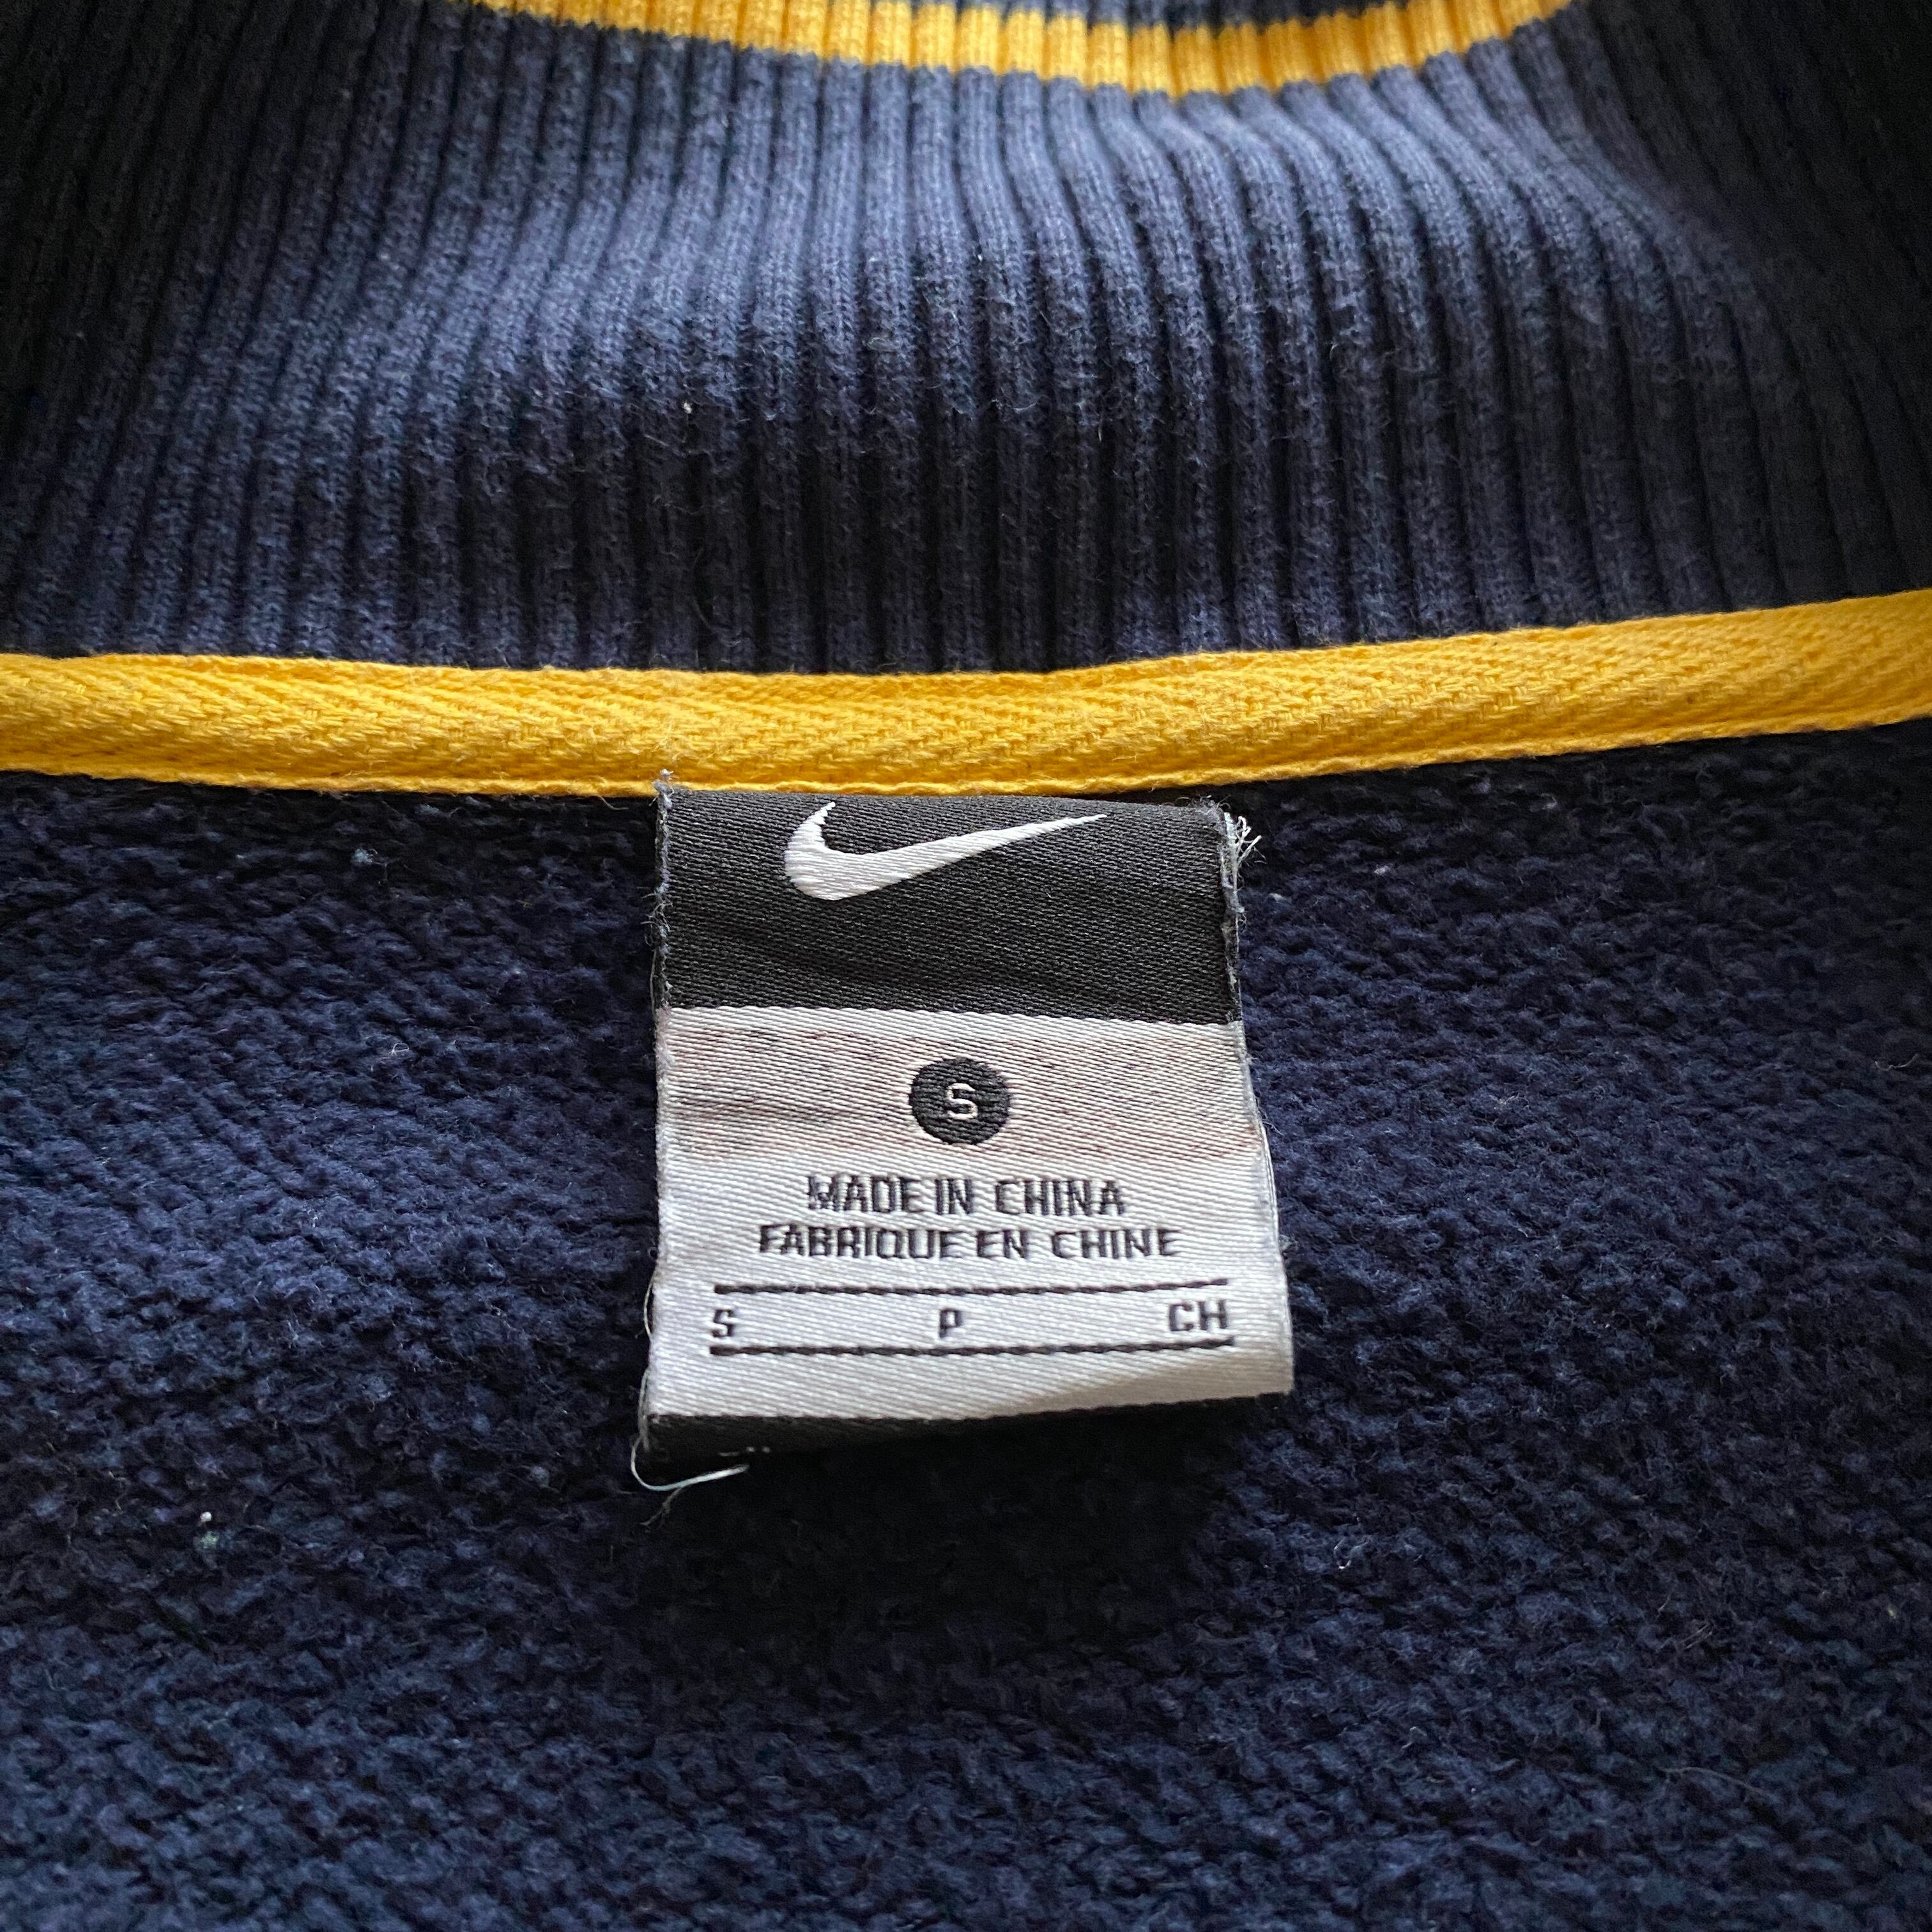 S
MADE IN CHINA
FABRIQUE EN CHINE
S P CH